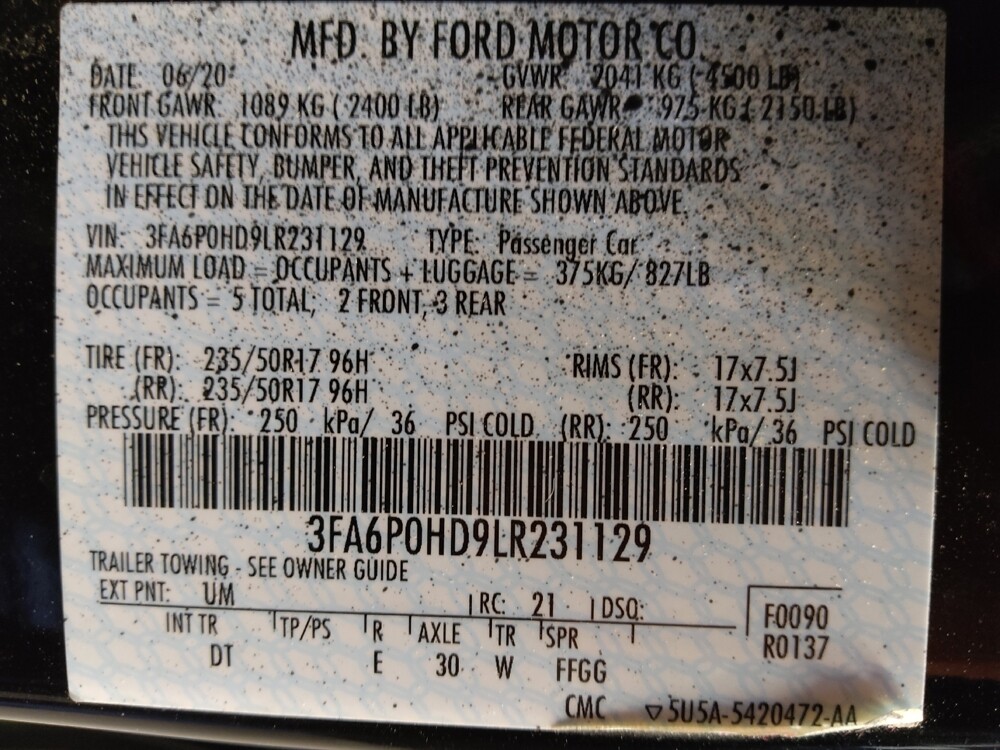 MFD. BY FORD MOTOR CO.
DATE: 06/20 GVWR: 2041 KG ( 4500 LB)
FRONT GAWR: 1089 KG ( 2400 LB) REAR GAWR: 975 KG ( 2150 LB)
THIS VEHICLE CONFORMS TO ALL APPLICABLE FEDERAL MOTOR
VEHICLE SAFETY, BUMPER, AND THEFT PREVENTION STANDARDS
IN EFFECT ON THE DATE OF MANUFACTURE SHOWN ABOVE.
VIN: 3FA6P0HD9LR231129 TYPE: Passenger Car
MAXIMUM LOAD = OCCUPANTS + LUGGAGE = 375KG/ 827LB
OCCUPANTS = 5 TOTAL; 2 FRONT, 3 REAR
TIRE (FR): 235/50R17 96H RIMS (FR): 17x7.5J
(RR): 235/50R17 96H (RR): 17x7.5J
PRESSURE (FR): 250 kPa/ 36 PSI COLD (RR): 250 kPa/ 36 PSI COLD
3FA6P0HD9LR231129
TRAILER TOWING - SEE OWNER GUIDE
EXT PNT: UM RC: 21 DSO: F0090
INT TR TP/PS R AXLE TR SPR R0137
DT E 30 W FFGG
CMC ▽5U5A-5420472-AA